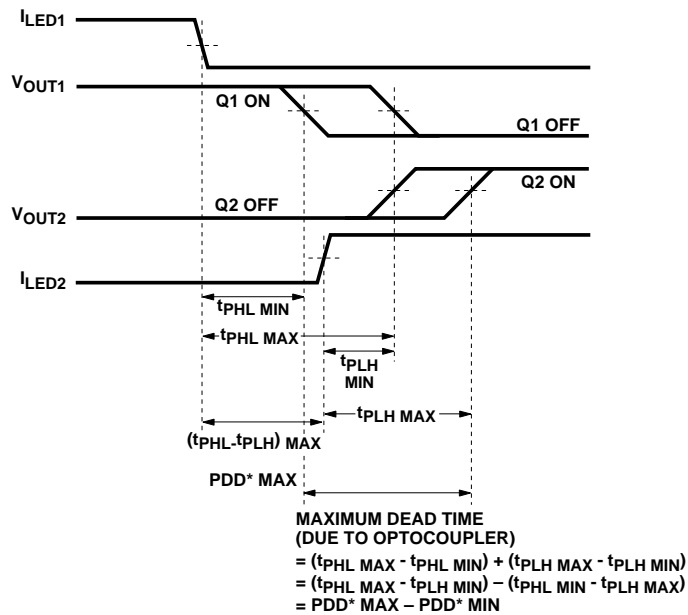 ILED1
VOUT1
Q1 ON
Q1 OFF
Q2 ON
Q2 OFF
VOUT2
ILED2
tPHL MIN
tPHL MAX
tPLH
MIN
tPLH MAX
(tPHL-tPLH) MAX
PDD* MAX
MAXIMUM DEAD TIME
(DUE TO OPTOCOUPLER)
= (tPHL MAX - tPHL MIN) + (tPLH MAX - tPLH MIN)
= (tPHL MAX - tPLH MIN) – (tPHL MIN - tPLH MAX)
= PDD* MAX – PDD* MIN